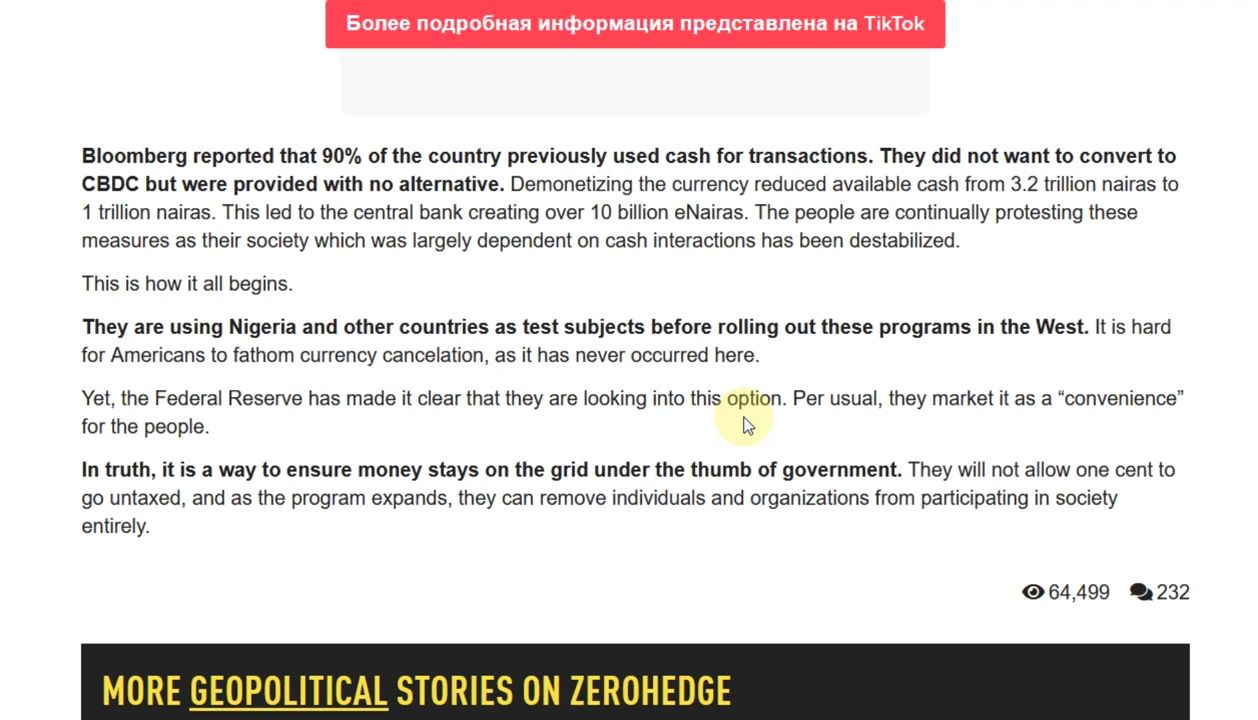 Более подробная информация представлена на TikTok
Bloomberg reported that 90% of the country previously used cash for transactions. They did not want to convert to
CBDC but were provided with no alternative. Demonetizing the currency reduced available cash from 3.2 trillion nairas to
1 trillion nairas. This led to the central bank creating over 10 billion eNairas. The people are continually protesting these
measures as their society which was largely dependent on cash interactions has been destabilized.
This is how it all begins.
They are using Nigeria and other countries as test subjects before rolling out these programs in the West. It is hard
for Americans to fathom currency cancelation, as it has never occurred here.
Yet, the Federal Reserve has made it clear that they are looking into this option. Per usual, they market it as a “convenience”
for the people.
In truth, it is a way to ensure money stays on the grid under the thumb of government. They will not allow one cent to
go untaxed, and as the program expands, they can remove individuals and organizations from participating in society
entirely.
64,499 232
MORE GEOPOLITICAL STORIES ON ZEROHEDGE